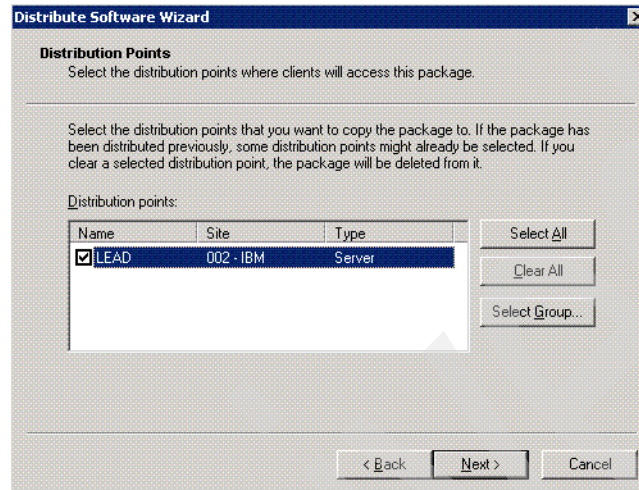 Distribute Software Wizard
Distribution Points
Select the distribution points where clients will access this package.
Select the distribution points that you want to copy the package to. If the package has
been distributed previously, some distribution points might already be selected. If you
clear a selected distribution point, the package will be deleted from it.
Distribution points:
Name Site Type
LEAD 002 - IBM Server
Select All
Clear All
Select Group...
< Back Next > Cancel